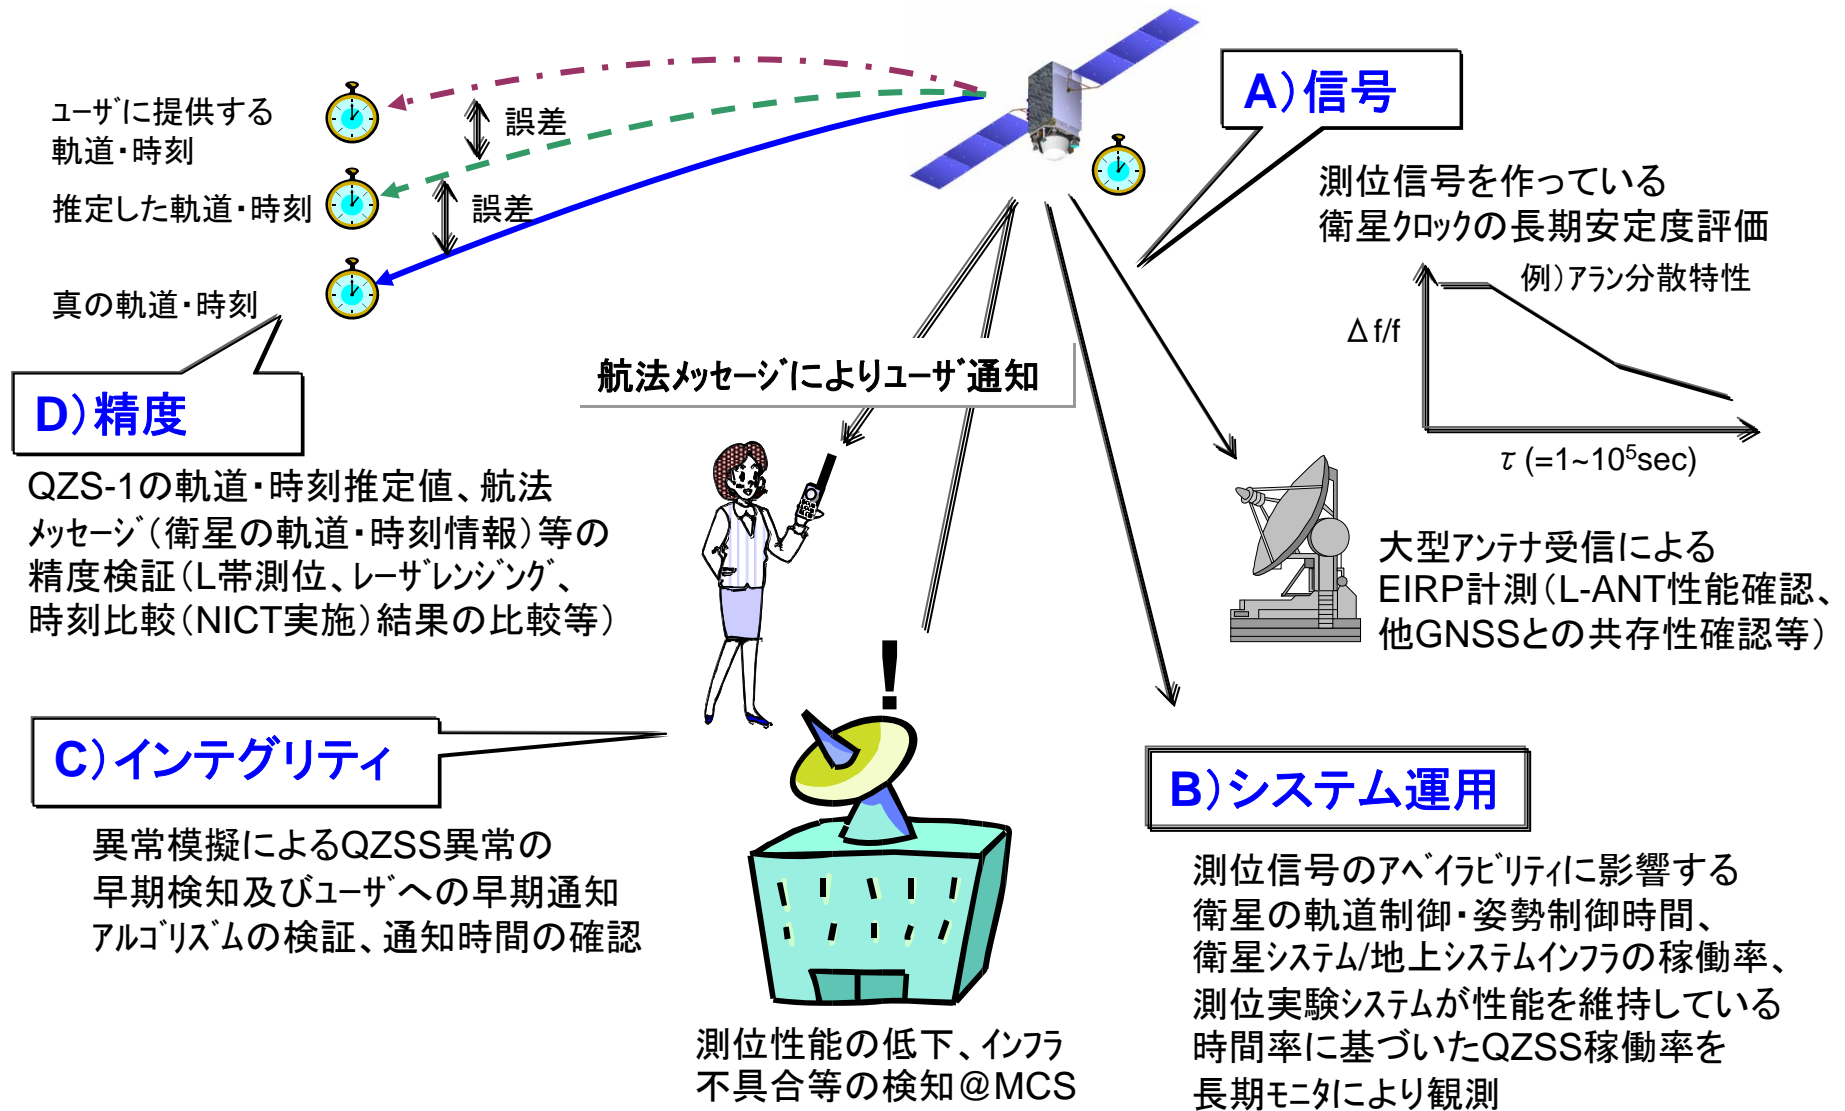 ユーザに提供する
軌道・時刻
誤差
推定した軌道・時刻
誤差
真の軌道・時刻
A)信号
測位信号を作っている
衛星クロックの長期安定度評価
例)アラン分散特性
Δf/f
τ(=1~10⁵sec)
航法メッセージによりユーザ通知
D)精度
QZS-1の軌道・時刻推定値、航法
メッセージ(衛星の軌道・時刻情報)等の
精度検証(L帯測位、レーザレンジング、
時刻比較(NICT実施)結果の比較等)
大型アンテナ受信による
EIRP計測(L-ANT性能確認、
他GNSSとの共存性確認等)
!
C)インテグリティ
異常模擬によるQZSS異常の
早期検知及びユーザへの早期通知
アルゴリズムの検証、通知時間の確認
B)システム運用
測位信号のアベイラビリティに影響する
衛星の軌道制御・姿勢制御時間、
衛星システム/地上システムインフラの稼働率、
測位実験システムが性能を維持している
時間率に基づいたQZSS稼働率を
長期モニタにより観測
測位性能の低下、インフラ
不具合等の検知@MCS